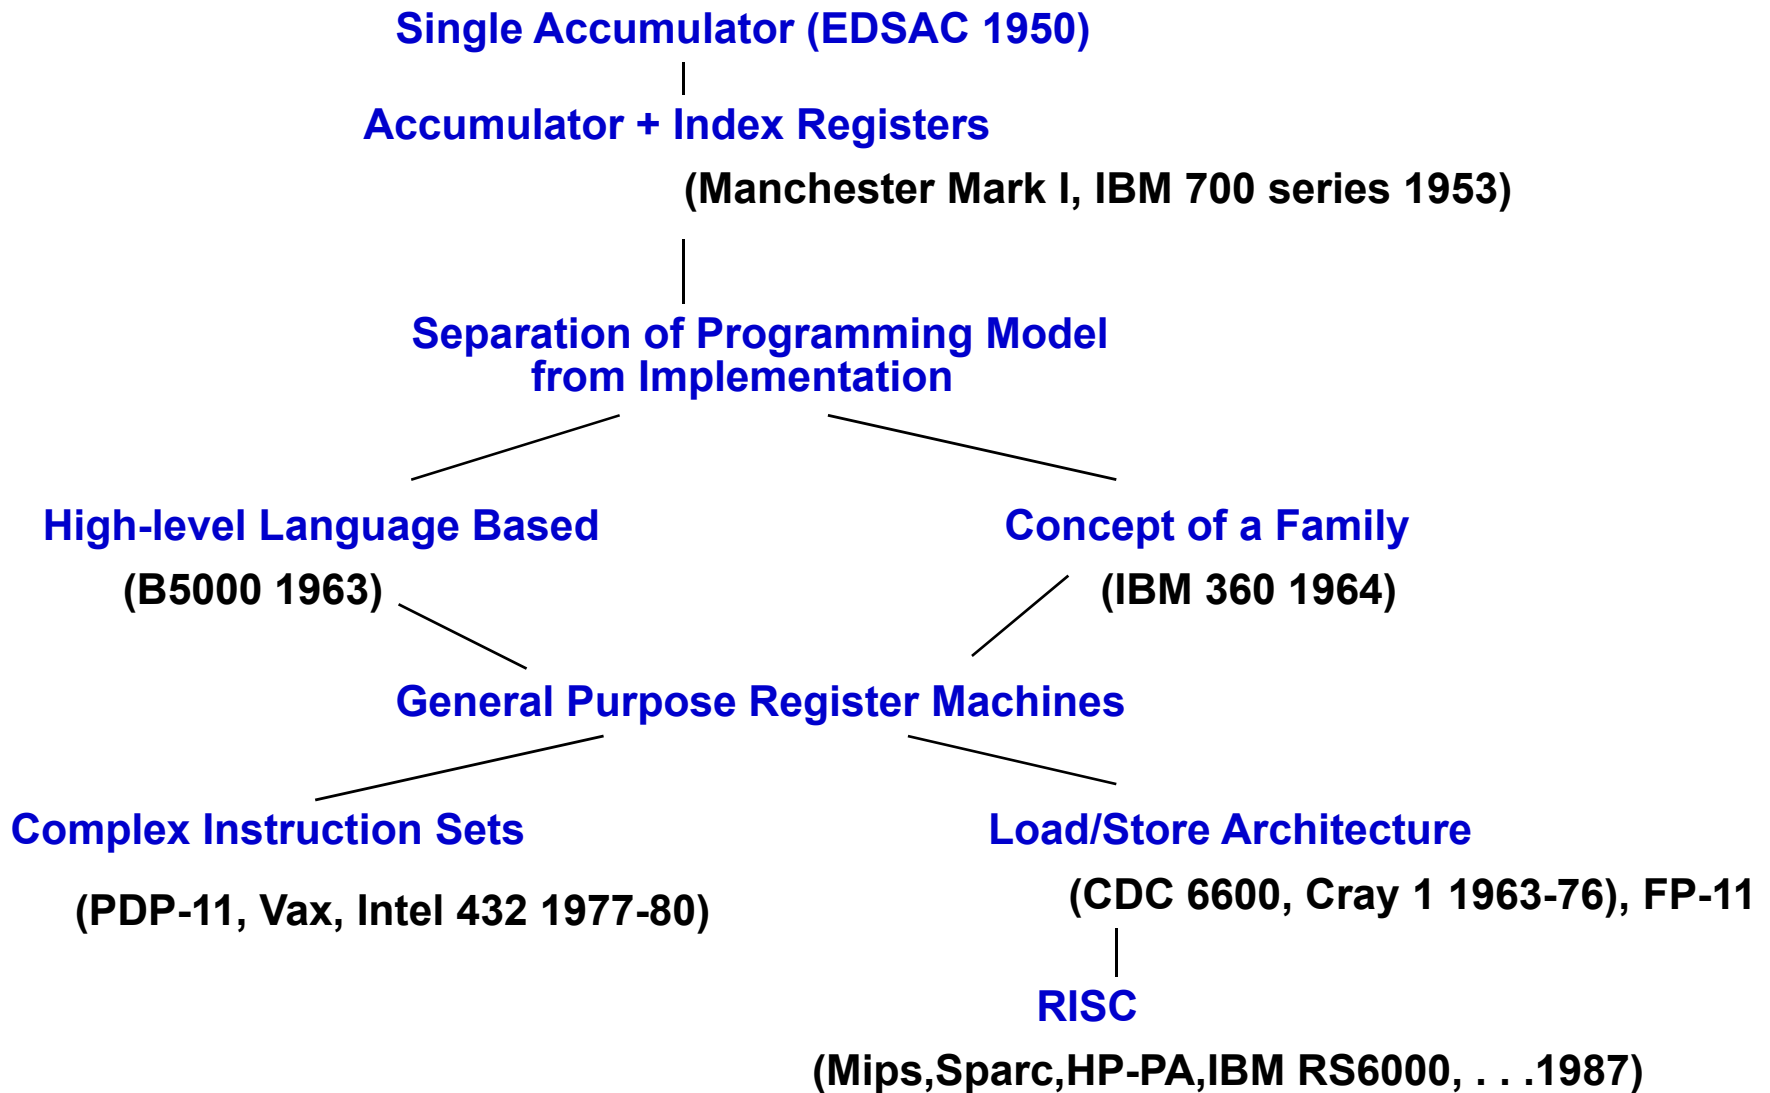 Single Accumulator (EDSAC 1950)
Accumulator + Index Registers
(Manchester Mark I, IBM 700 series 1953)
Separation of Programming Model
from Implementation
High-level Language Based
Concept of a Family
(B5000 1963)
(IBM 360 1964)
General Purpose Register Machines
Complex Instruction Sets
Load/Store Architecture
(PDP-11, Vax, Intel 432 1977-80)
(CDC 6600, Cray 1 1963-76), FP-11
RISC
(Mips,Sparc,HP-PA,IBM RS6000, . . .1987)